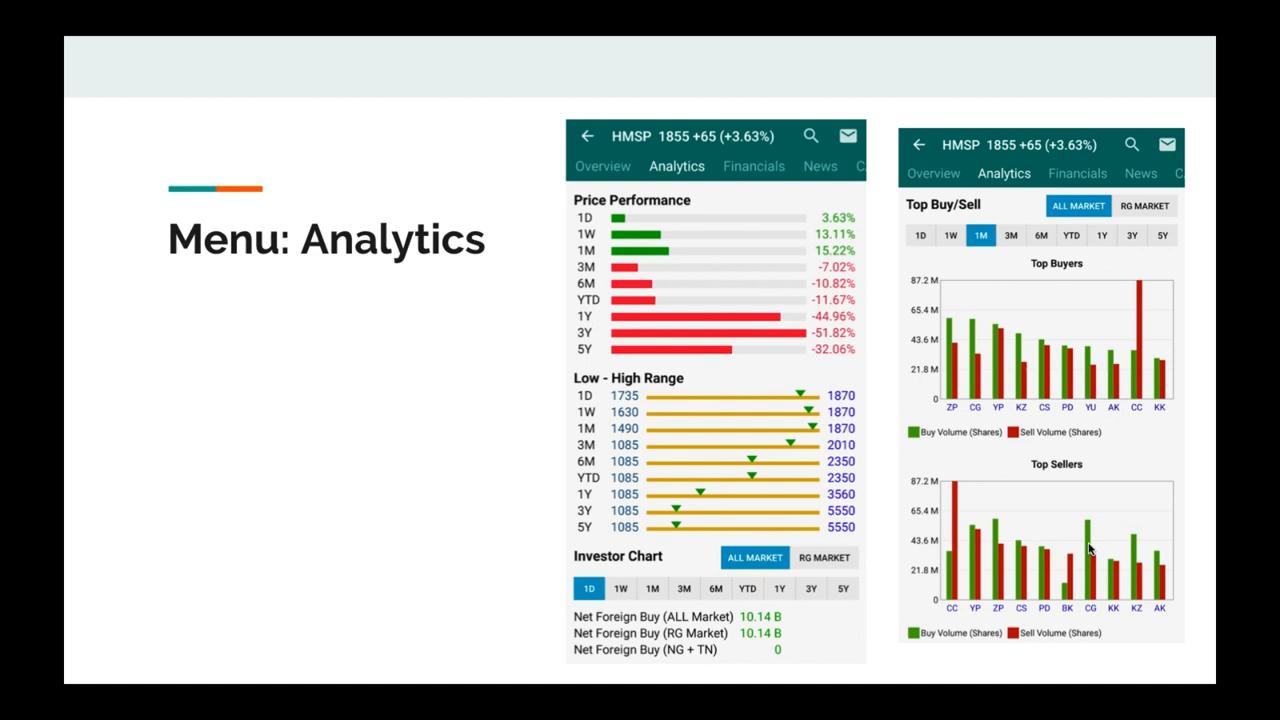 Menu: Analytics
HMSP 1855 +65 (+3.63%)
Overview Analytics Financials News C
Price Performance
1D 3.63%
1W 13.11%
1M 15.22%
3M -7.02%
6M -10.82%
YTD -11.67%
1Y -44.96%
3Y -51.82%
5Y -32.06%
Low - High Range
1D 1735 1870
1W 1630 1870
1M 1490 1870
3M 1085 2010
6M 1085 2350
YTD 1085 2350
1Y 1085 3560
3Y 1085 5550
5Y 1085 5550
Investor Chart ALL MARKET RG MARKET
1D 1W 1M 3M 6M YTD 1Y 3Y 5Y
Net Foreign Buy (ALL Market) 10.14 B
Net Foreign Buy (RG Market) 10.14 B
Net Foreign Buy (NG + TN) 0
HMSP 1855 +65 (+3.63%)
Overview Analytics Financials News C
Top Buy/Sell ALL MARKET RG MARKET
1D 1W 1M 3M 6M YTD 1Y 3Y 5Y
Top Buyers
87.2 M
65.4 M
43.6 M
21.8 M
0
ZP CG YP KZ CS PD YU AK CC KK
Buy Volume (Shares) Sell Volume (Shares)
Top Sellers
87.2 M
65.4 M
43.6 M
21.8 M
0
CC YP ZP CS PD BK CG KK KZ AK
Buy Volume (Shares) Sell Volume (Shares)